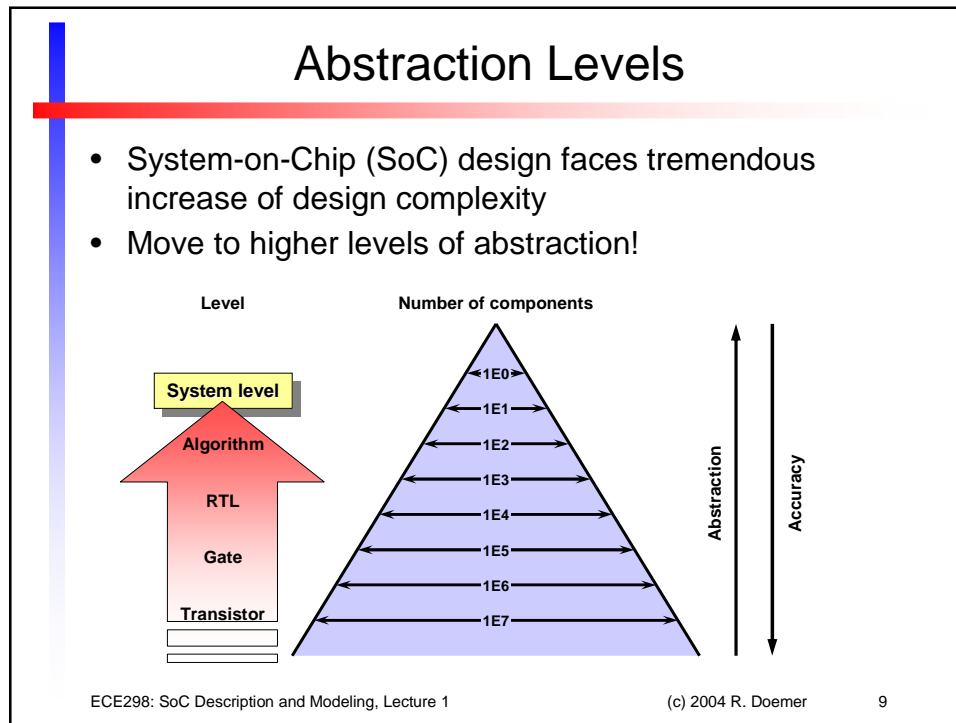 Abstraction Levels
• System-on-Chip (SoC) design faces tremendous
increase of design complexity
• Move to higher levels of abstraction!
Level
Number of components
System level
Algorithm
RTL
Gate
Transistor
1E0
1E1
1E2
1E3
1E4
1E5
1E6
1E7
Abstraction
Accuracy
ECE298: SoC Description and Modeling, Lecture 1
(c) 2004 R. Doemer
9